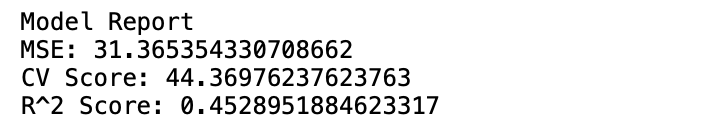 Model Report
MSE: 31.365354330708662
CV Score: 44.36976237623763
R^2 Score: 0.4528951884623317